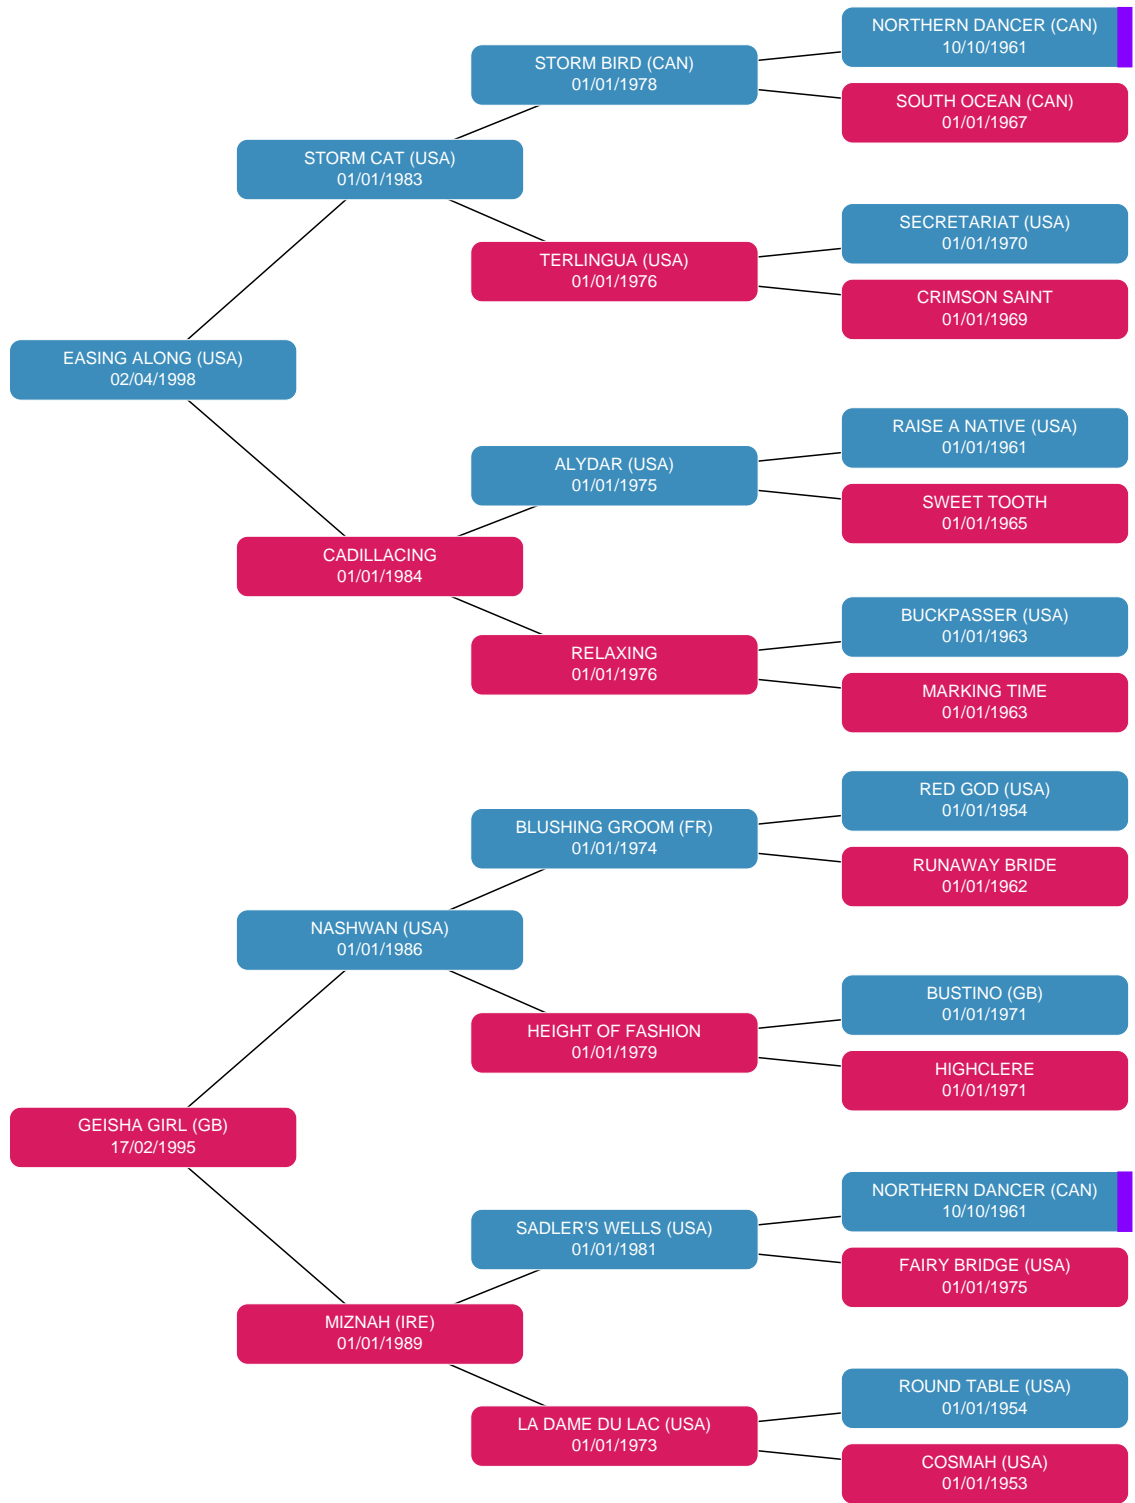 NORTHERN DANCER (CAN)
10/10/1961
STORM BIRD (CAN)
01/01/1978
SOUTH OCEAN (CAN)
01/01/1967
STORM CAT (USA)
01/01/1983
SECRETARIAT (USA)
01/01/1970
TERLINGUA (USA)
01/01/1976
CRIMSON SAINT
01/01/1969
EASING ALONG (USA)
02/04/1998
RAISE A NATIVE (USA)
01/01/1961
ALYDAR (USA)
01/01/1975
SWEET TOOTH
01/01/1965
CADILLACING
01/01/1984
BUCKPASSER (USA)
01/01/1963
RELAXING
01/01/1976
MARKING TIME
01/01/1963
RED GOD (USA)
01/01/1954
BLUSHING GROOM (FR)
01/01/1974
RUNAWAY BRIDE
01/01/1962
NASHWAN (USA)
01/01/1986
BUSTINO (GB)
01/01/1971
HEIGHT OF FASHION
01/01/1979
HIGHCLERE
01/01/1971
GEISHA GIRL (GB)
17/02/1995
NORTHERN DANCER (CAN)
10/10/1961
SADLER'S WELLS (USA)
01/01/1981
FAIRY BRIDGE (USA)
01/01/1975
MIZNAH (IRE)
01/01/1989
ROUND TABLE (USA)
01/01/1954
LA DAME DU LAC (USA)
01/01/1973
COSMAH (USA)
01/01/1953